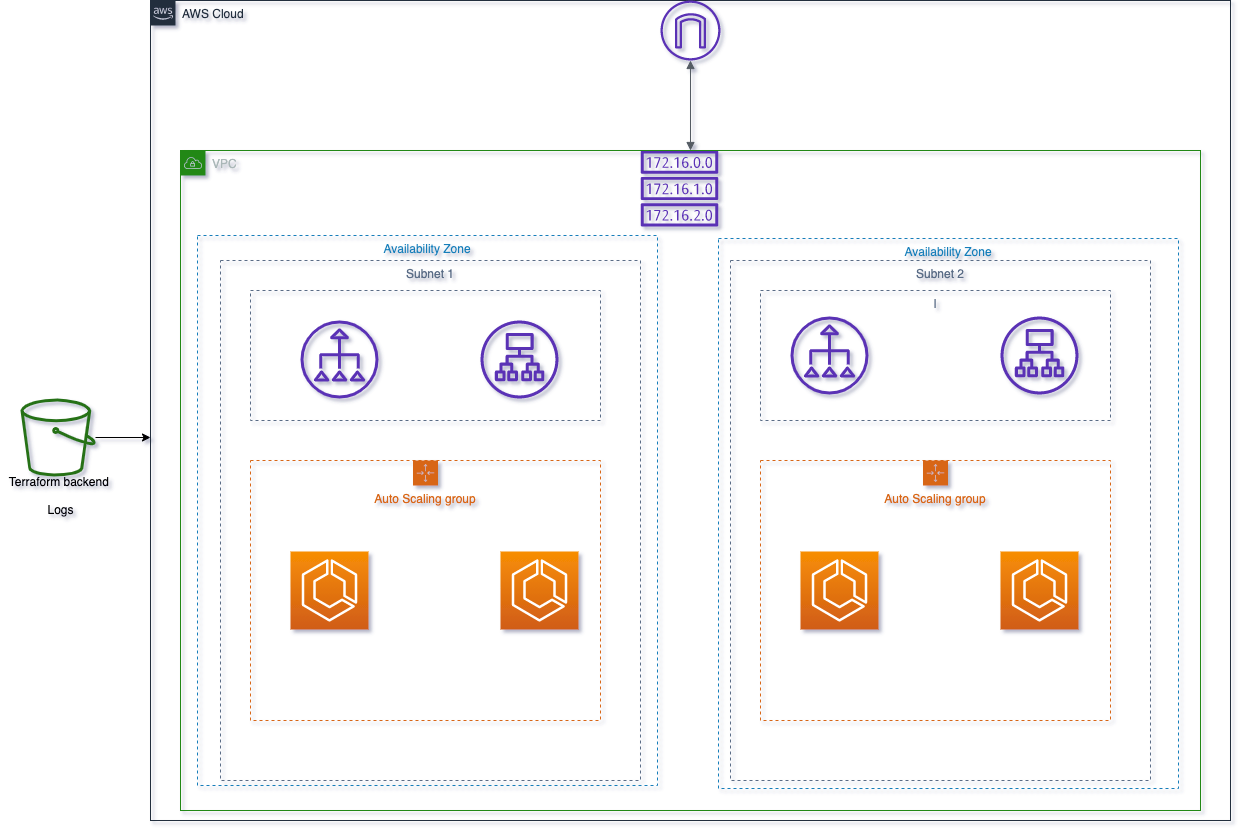 aws
AWS Cloud
VPC
172.16.0.0
172.16.1.0
172.16.2.0
Availability Zone
Subnet 1
Availability Zone
Subnet 2
l
Auto Scaling group
Auto Scaling group
Terraform backend
Logs